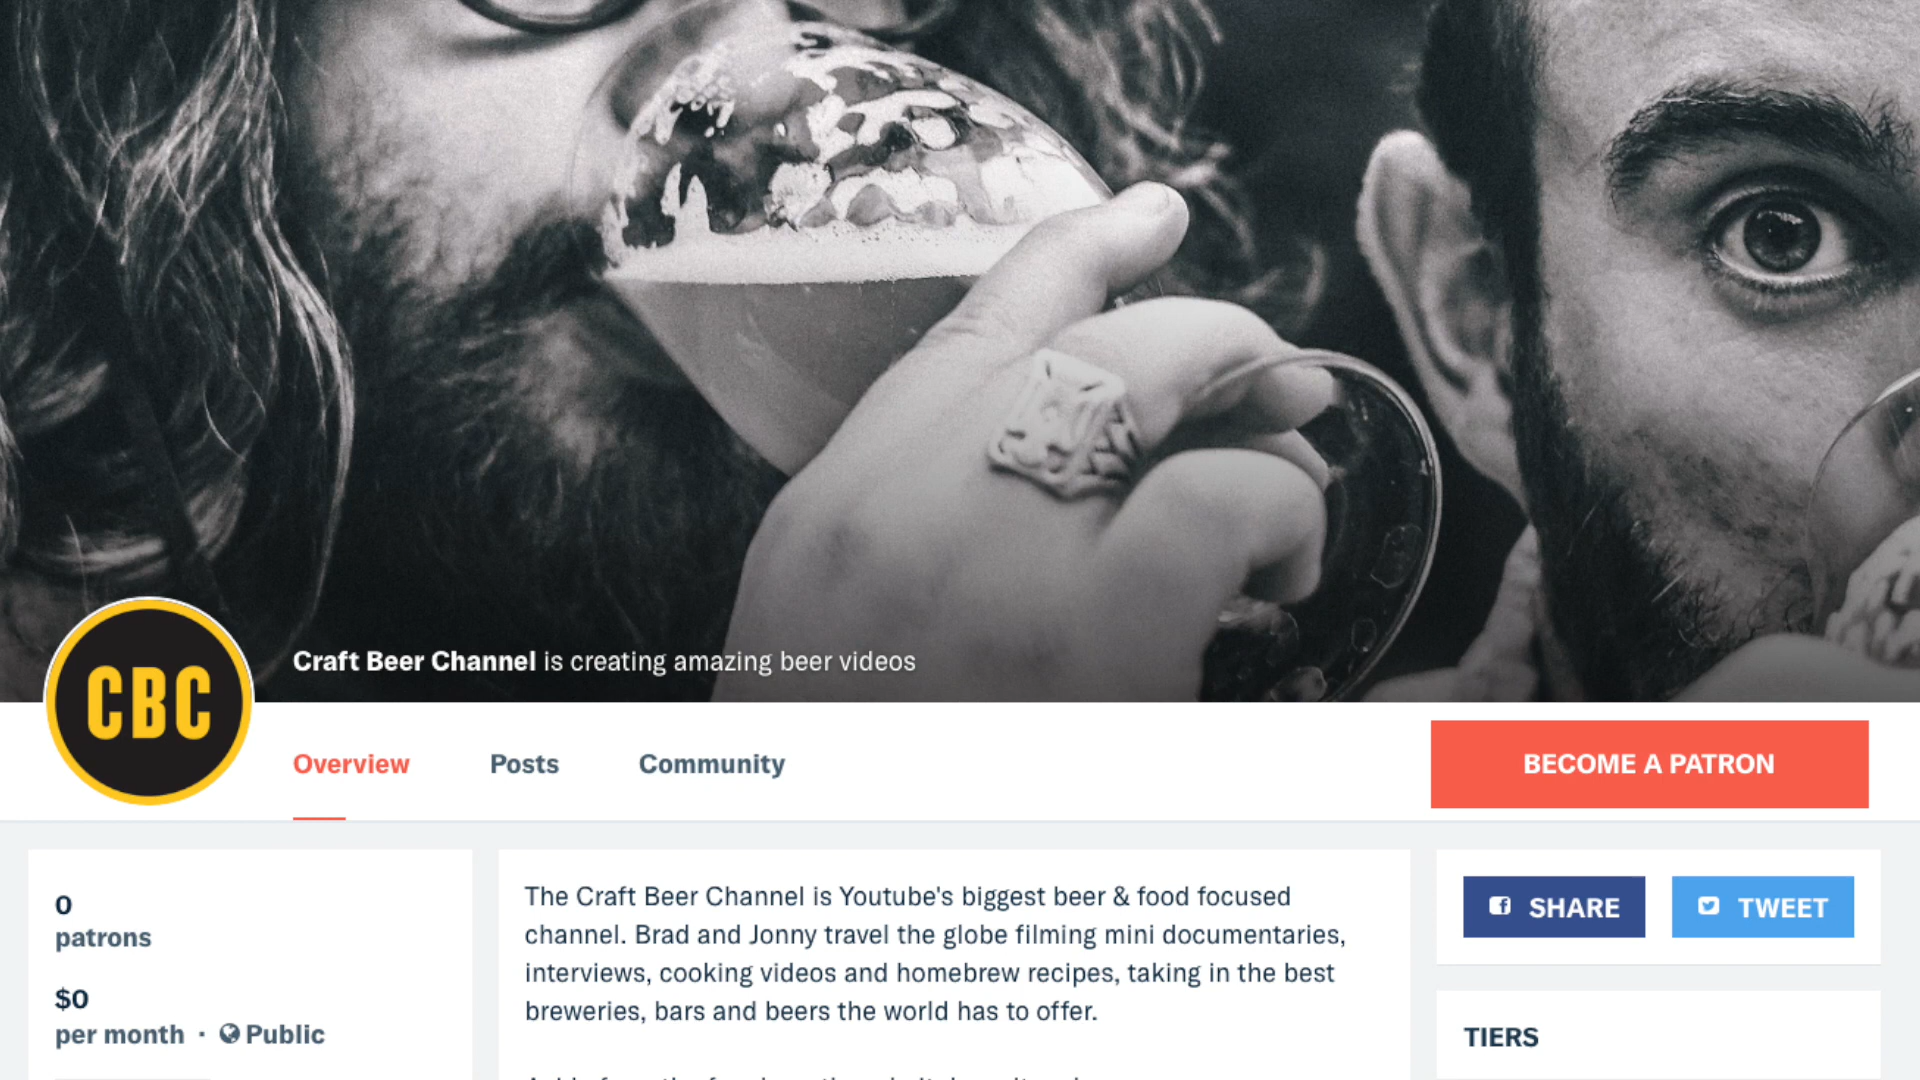 Craft Beer Channel is creating amazing beer videos
CBC
Overview
Posts
Community
BECOME A PATRON
0
patrons
$0
per month · Public
The Craft Beer Channel is Youtube's biggest beer & food focused
channel. Brad and Jonny travel the globe filming mini documentaries,
interviews, cooking videos and homebrew recipes, taking in the best
breweries, bars and beers the world has to offer.
SHARE
TWEET
TIERS